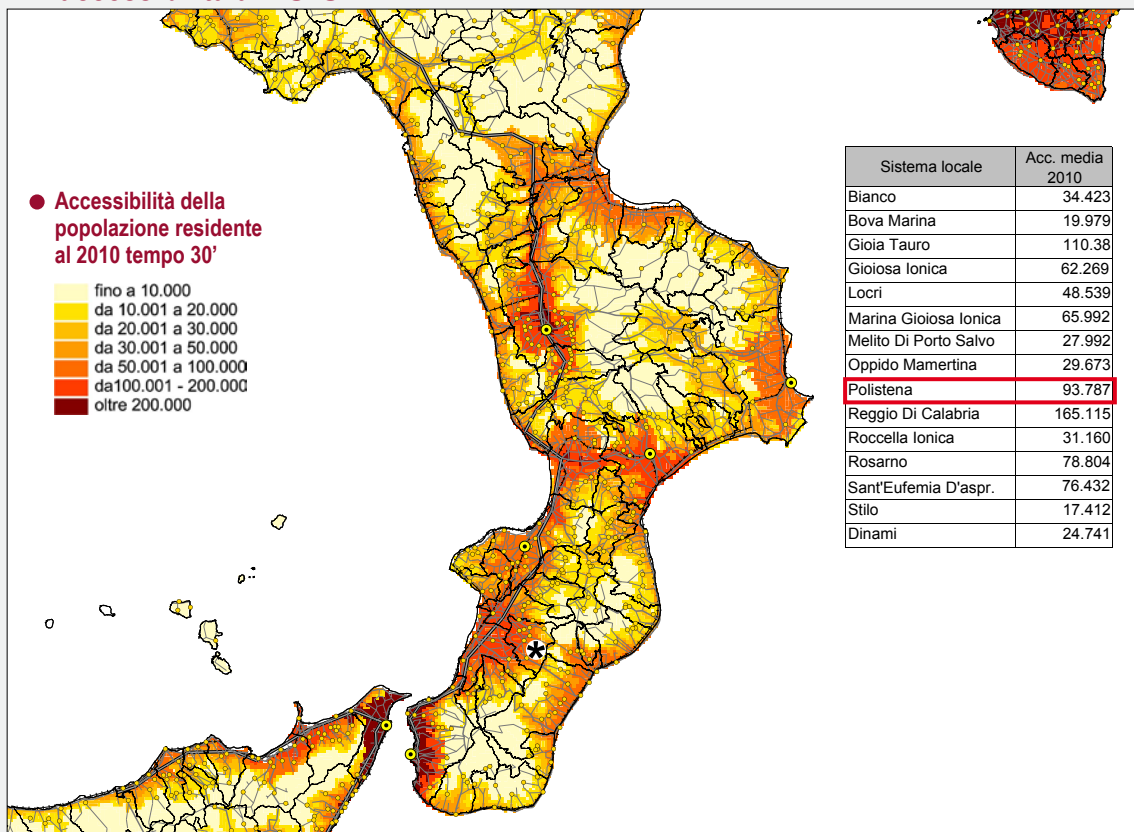 ● Accessibilità della
popolazione residente
al 2010 tempo 30’
fino a 10.000
da 10.001 a 20.000
da 20.001 a 30.000
da 30.001 a 50.000
da 50.001 a 100.000
da100.001 - 200.000
oltre 200.000
Sistema locale Acc. media 2010
Bianco 34.423
Bova Marina 19.979
Gioia Tauro 110.38
Gioiosa Ionica 62.269
Locri 48.539
Marina Gioiosa Ionica 65.992
Melito Di Porto Salvo 27.992
Oppido Mamertina 29.673
Polistena 93.787
Reggio Di Calabria 165.115
Roccella Ionica 31.160
Rosarno 78.804
Sant'Eufemia D'aspr. 76.432
Stilo 17.412
Dinami 24.741
*